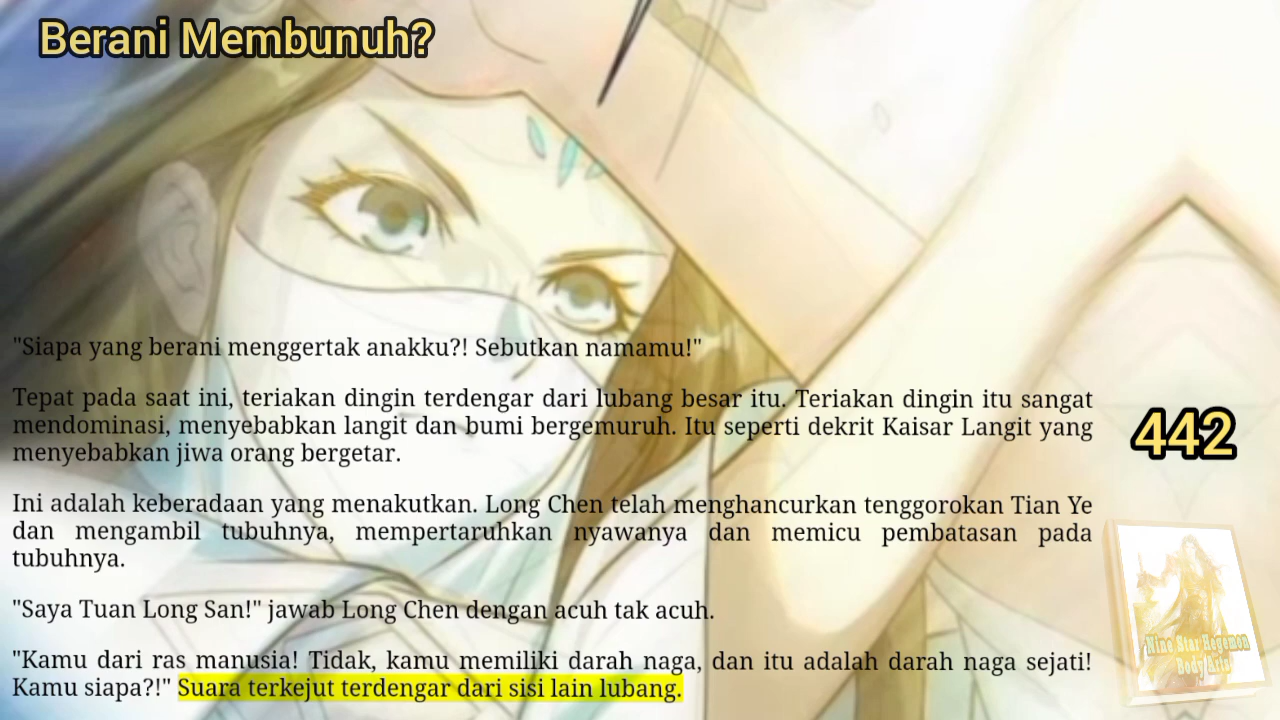 Berani Membunuh?
"Siapa yang berani menggertak anakku?! Sebutkan namamu!"
Tepat pada saat ini, teriakan dingin terdengar dari lubang besar itu. Teriakan dingin itu sangat
mendominasi, menyebabkan langit dan bumi bergemuruh. Itu seperti dekrit Kaisar Langit yang
menyebabkan jiwa orang bergetar.
Ini adalah keberadaan yang menakutkan. Long Chen telah menghancurkan tenggorokan Tian Ye
dan mengambil tubuhnya, mempertaruhkan nyawanya dan memicu pembatasan pada
tubuhnya.
"Saya Tuan Long San!" jawab Long Chen dengan acuh tak acuh.
"Kamu dari ras manusia! Tidak, kamu memiliki darah naga, dan itu adalah darah naga sejati!
Kamu siapa?!" Suara terkejut terdengar dari sisi lain lubang.
442
Nine Star Hegemon
Body Arts